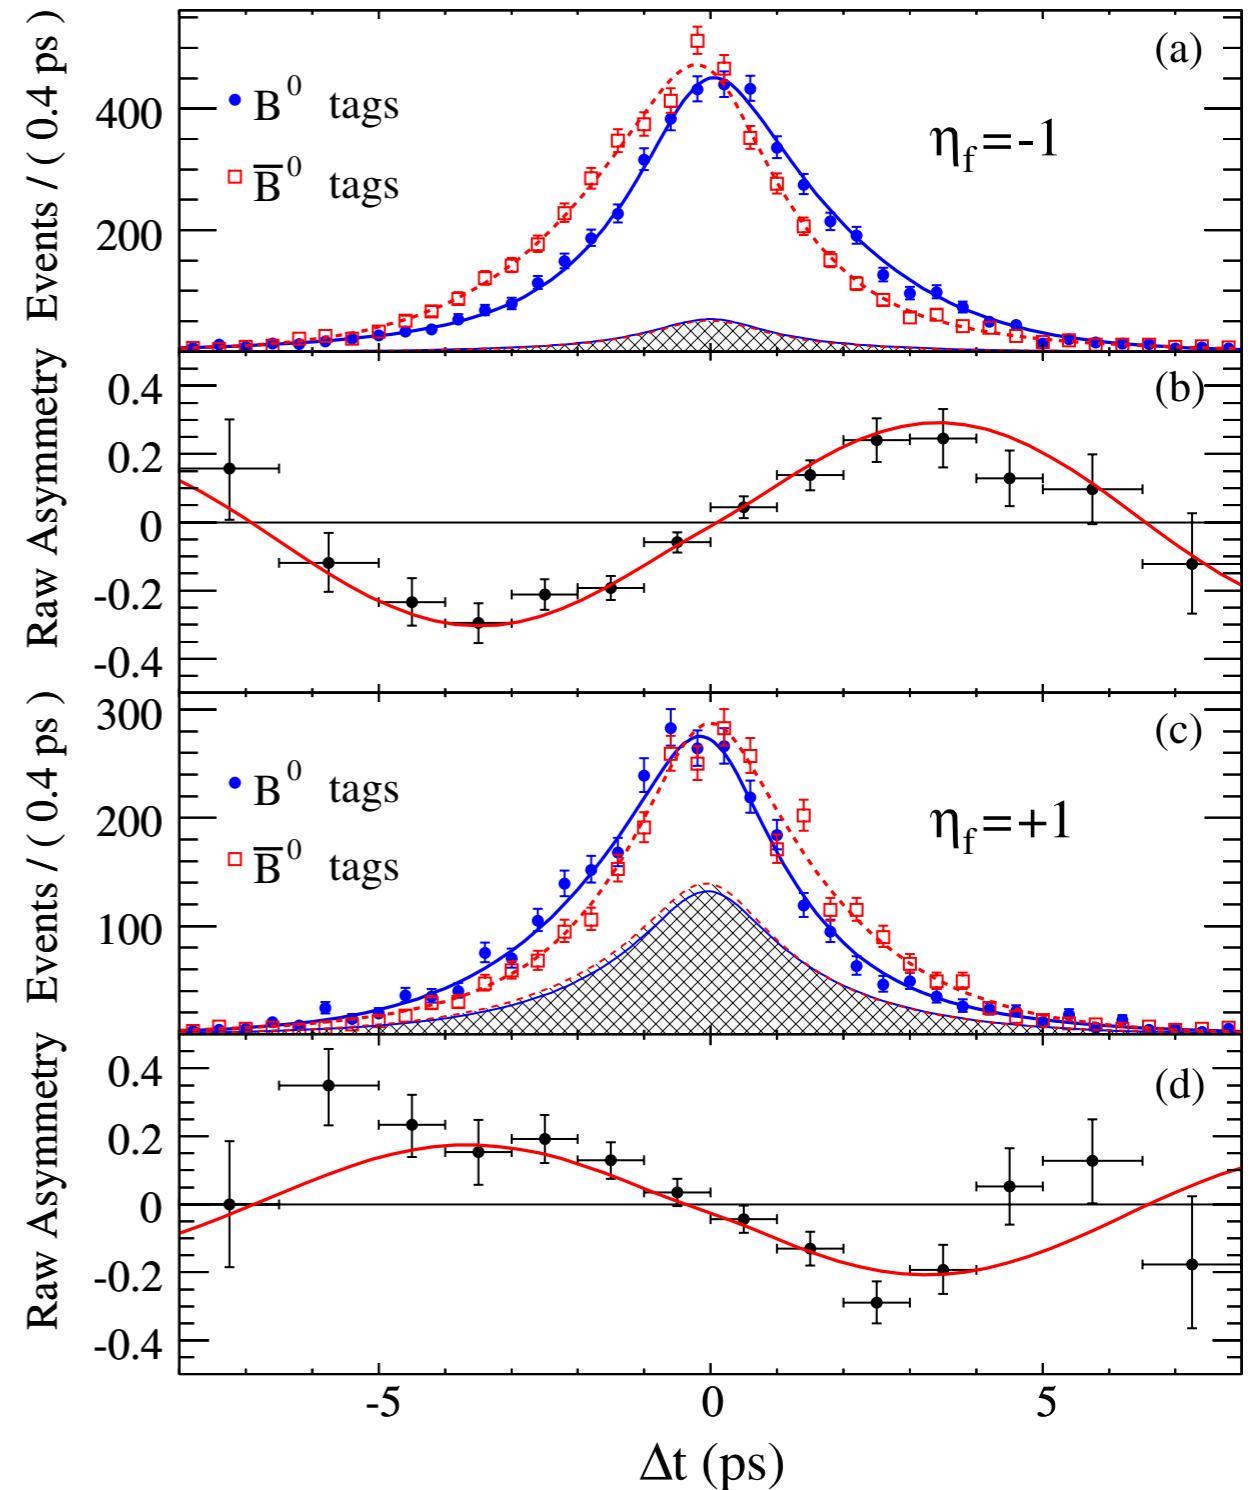 Events / ( 0.4 ps )
400
200
B⁰ tags
B̅⁰ tags
(a)
η_f=-1
Raw Asymmetry
0.4
0.2
0
-0.2
-0.4
(b)
Events / ( 0.4 ps )
300
200
100
B⁰ tags
B̅⁰ tags
(c)
η_f=+1
Raw Asymmetry
0.4
0.2
0
-0.2
-0.4
(d)
-5 0 5
Δt (ps)